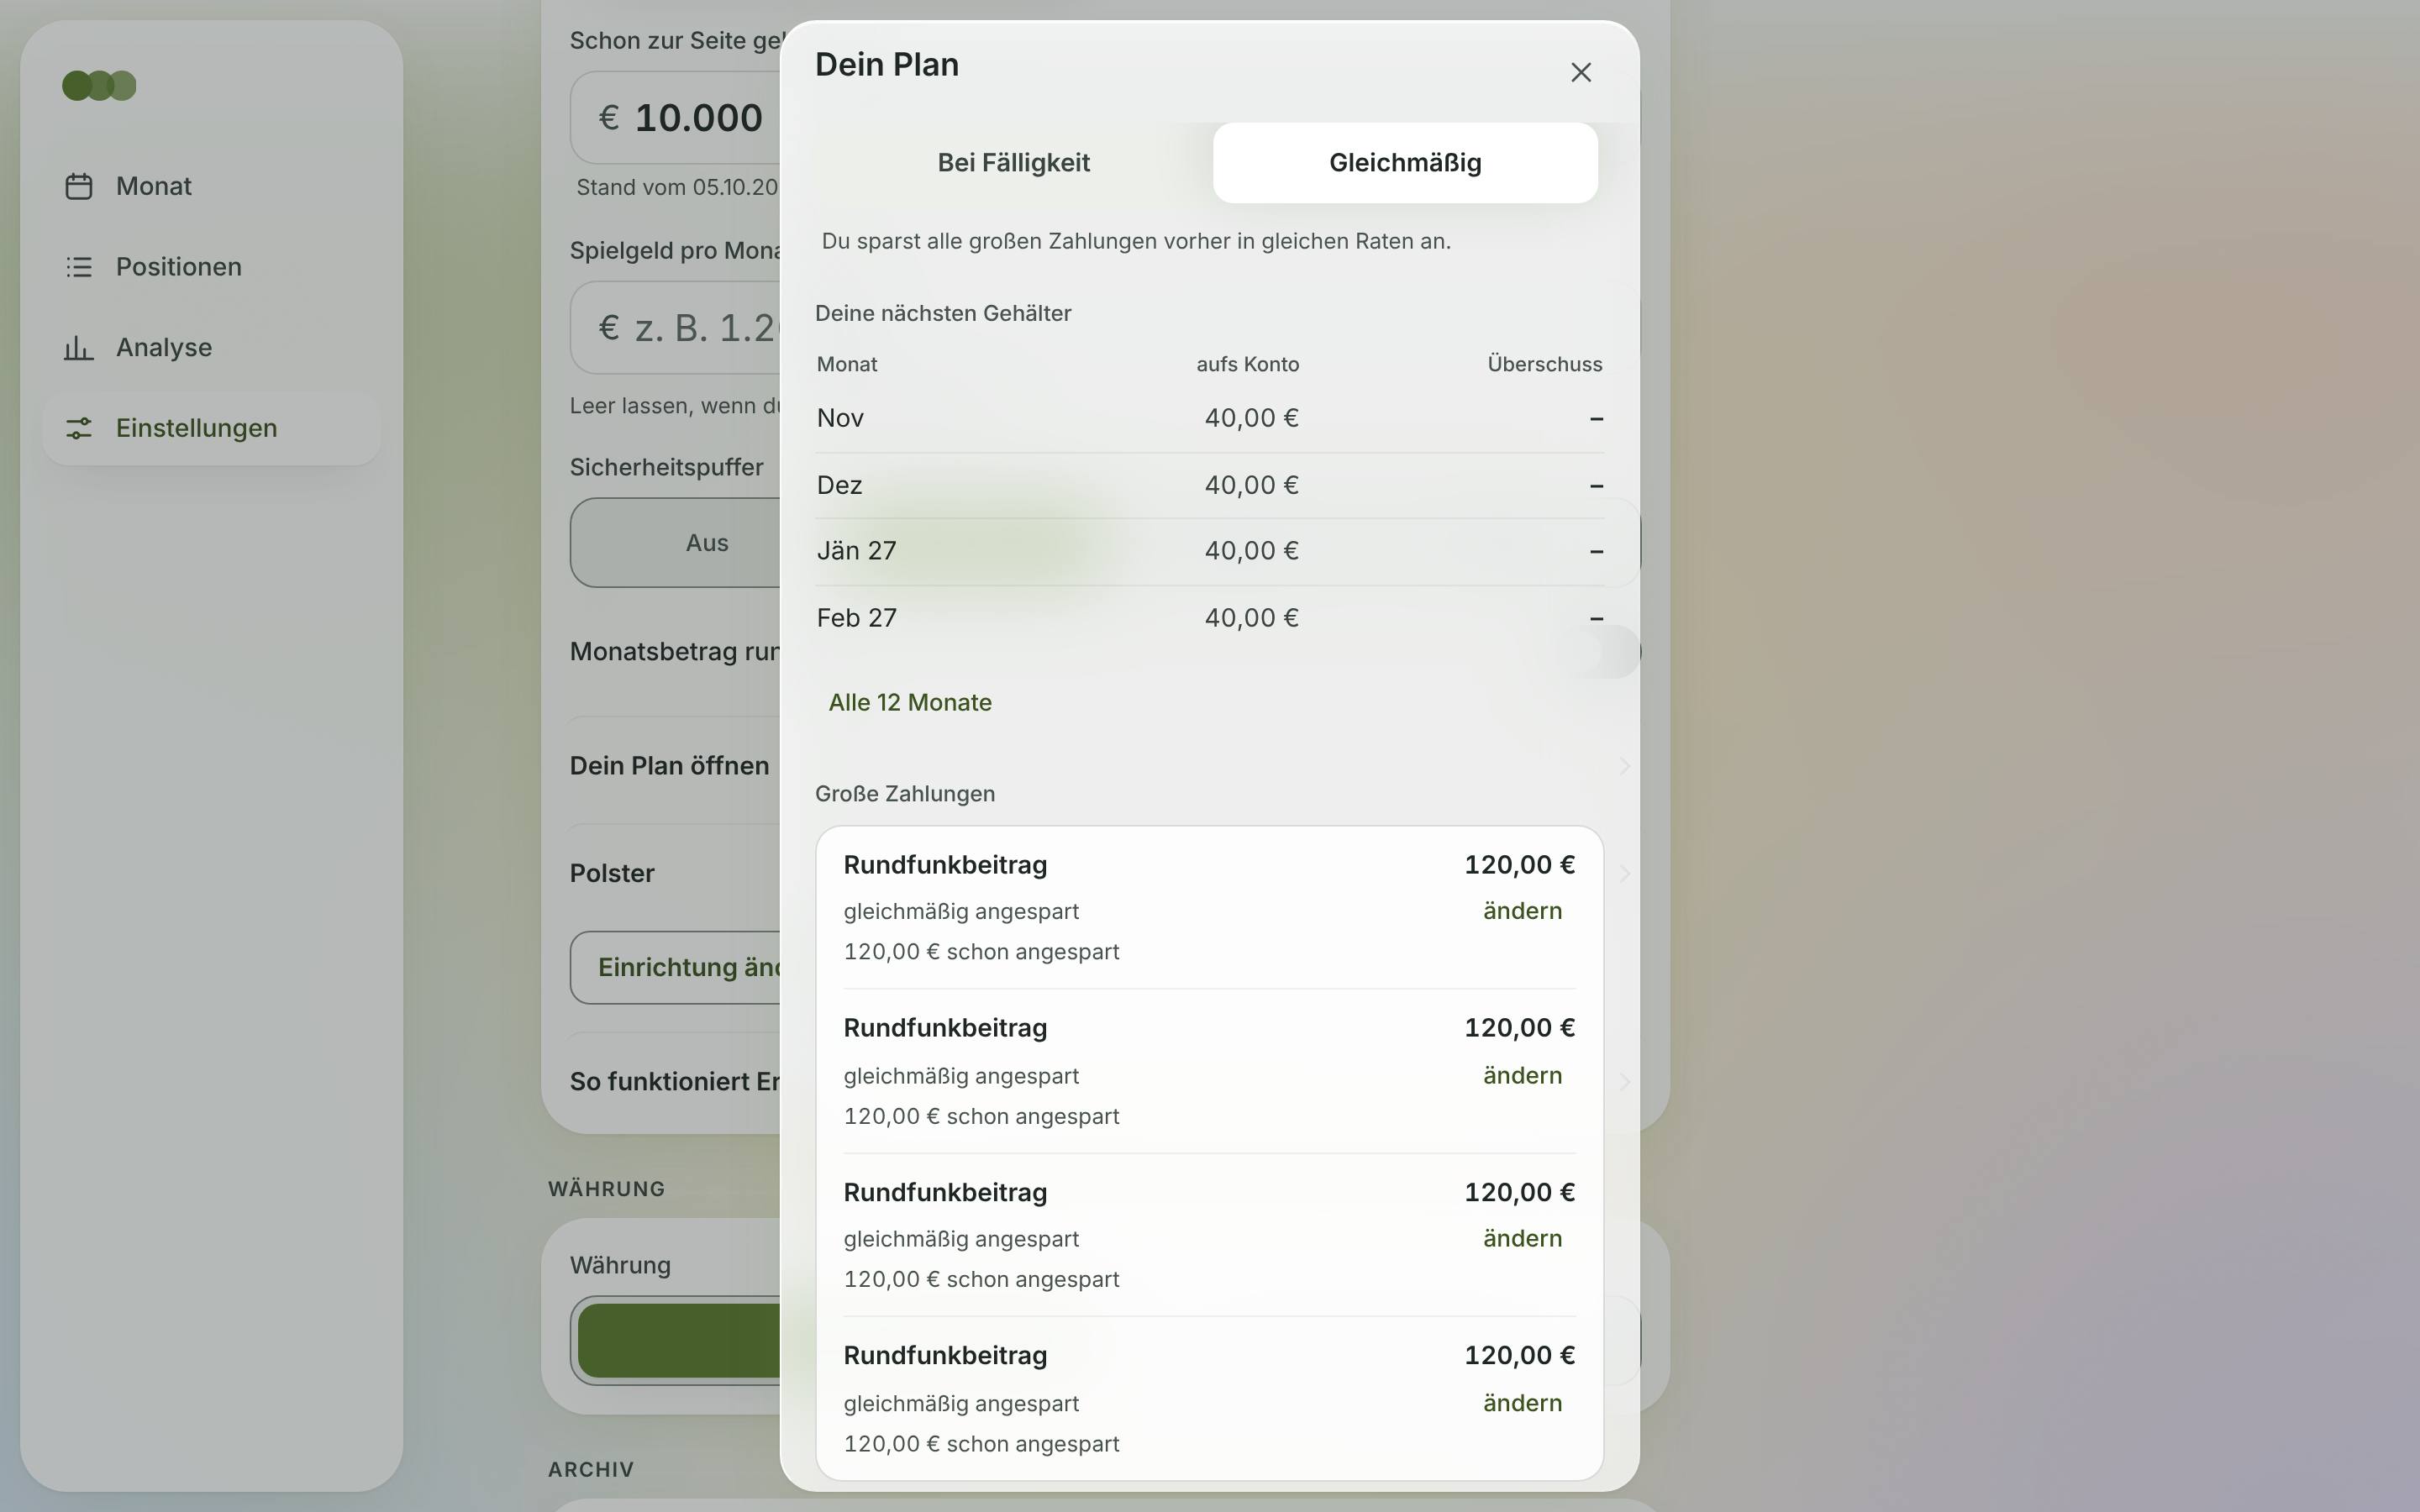 Monat
Positionen
Analyse
Einstellungen
Schon zur Seite gel
€ 10.000
Stand vom 05.10.20
Spielgeld pro Mona
€ z. B. 1.20
Leer lassen, wenn du
Sicherheitspuffer
Aus
Monatsbetrag run
Dein Plan öffnen
Polster
Einrichtung änd
So funktioniert Er
WÄHRUNG
Währung
ARCHIV
Dein Plan
Bei Fälligkeit
Gleichmäßig
Du sparst alle großen Zahlungen vorher in gleichen Raten an.
Deine nächsten Gehälter
Monat aufs Konto Überschuss
Nov 40,00 € –
Dez 40,00 € –
Jän 27 40,00 € –
Feb 27 40,00 € –
Alle 12 Monate
Große Zahlungen
Rundfunkbeitrag 120,00 €
gleichmäßig angespart ändern
120,00 € schon angespart
Rundfunkbeitrag 120,00 €
gleichmäßig angespart ändern
120,00 € schon angespart
Rundfunkbeitrag 120,00 €
gleichmäßig angespart ändern
120,00 € schon angespart
Rundfunkbeitrag 120,00 €
gleichmäßig angespart ändern
120,00 € schon angespart